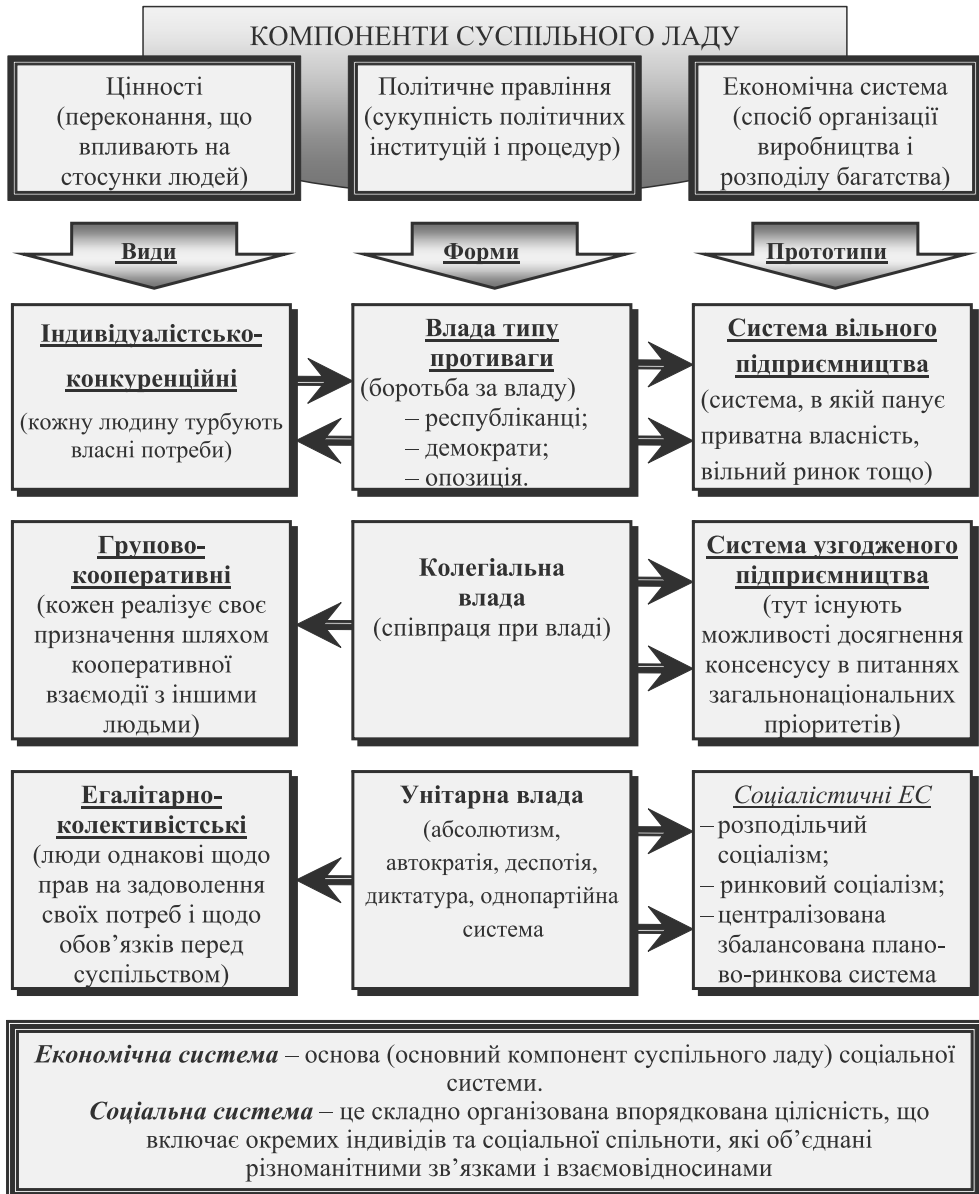 КОМПОНЕНТИ СУСПІЛЬНОГО ЛАДУ
Цінності
(переконання, що
впливають на
стосунки людей)
Політичне правління
(сукупність політичних
інституцій і процедур)
Економічна система
(спосіб організації
виробництва і
розподілу багатства)
Види
Форми
Прототипи
Індивідуалістсько-
конкуренційні
(кожну людину турбують
власні потреби)
Влада типу
противаги
(боротьба за владу)
– республіканці;
– демократи;
– опозиція.
Система вільного
підприємництва
(система, в якій панує
приватна власність,
вільний ринок тощо)
Групово-
кооперативні
(кожен реалізує своє
призначення шляхом
кооперативної
взаємодії з іншими
людьми)
Колегіальна
влада
(співпраця при владі)
Система узгодженого
підприємництва
(тут існують
можливості досягнення
консенсусу в питаннях
загальнонаціональних
пріоритетів)
Егалітарно-
колективістські
(люди однакові щодо
прав на задоволення
своїх потреб і щодо
обов’язків перед
суспільством)
Унітарна влада
(абсолютизм,
автократія, деспотія,
диктатура, однопартійна
система
Соціалістичні ЕС
– розподільчий
соціалізм;
– ринковий соціалізм;
– централізована
збалансована плано-
во-ринкова система
Економічна система – основа (основний компонент суспільного ладу) соціальної
системи.
Соціальна система – це складно організована впорядкована цілісність, що
включає окремих індивідів та соціальної спільноти, які об’єднані
різноманітними зв’язками і взаємовідносинами